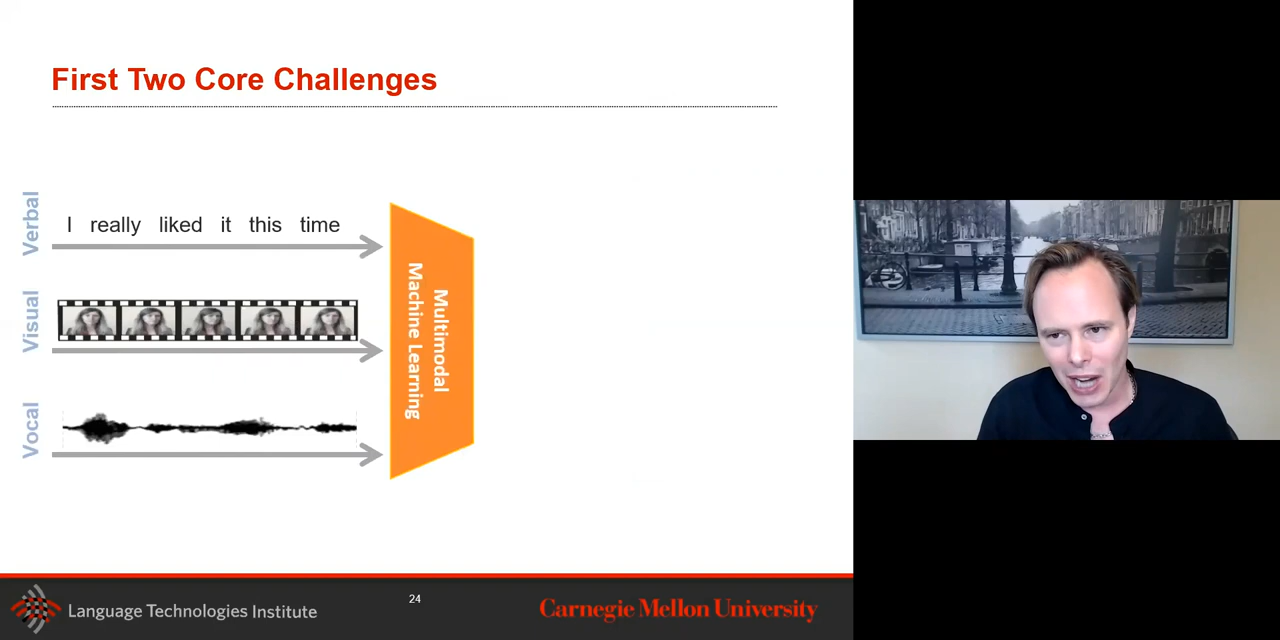 First Two Core Challenges
Verbal
I really liked it this time
Visual
Vocal
Multimodal
Machine Learning
Language Technologies Institute
24
Carnegie Mellon University